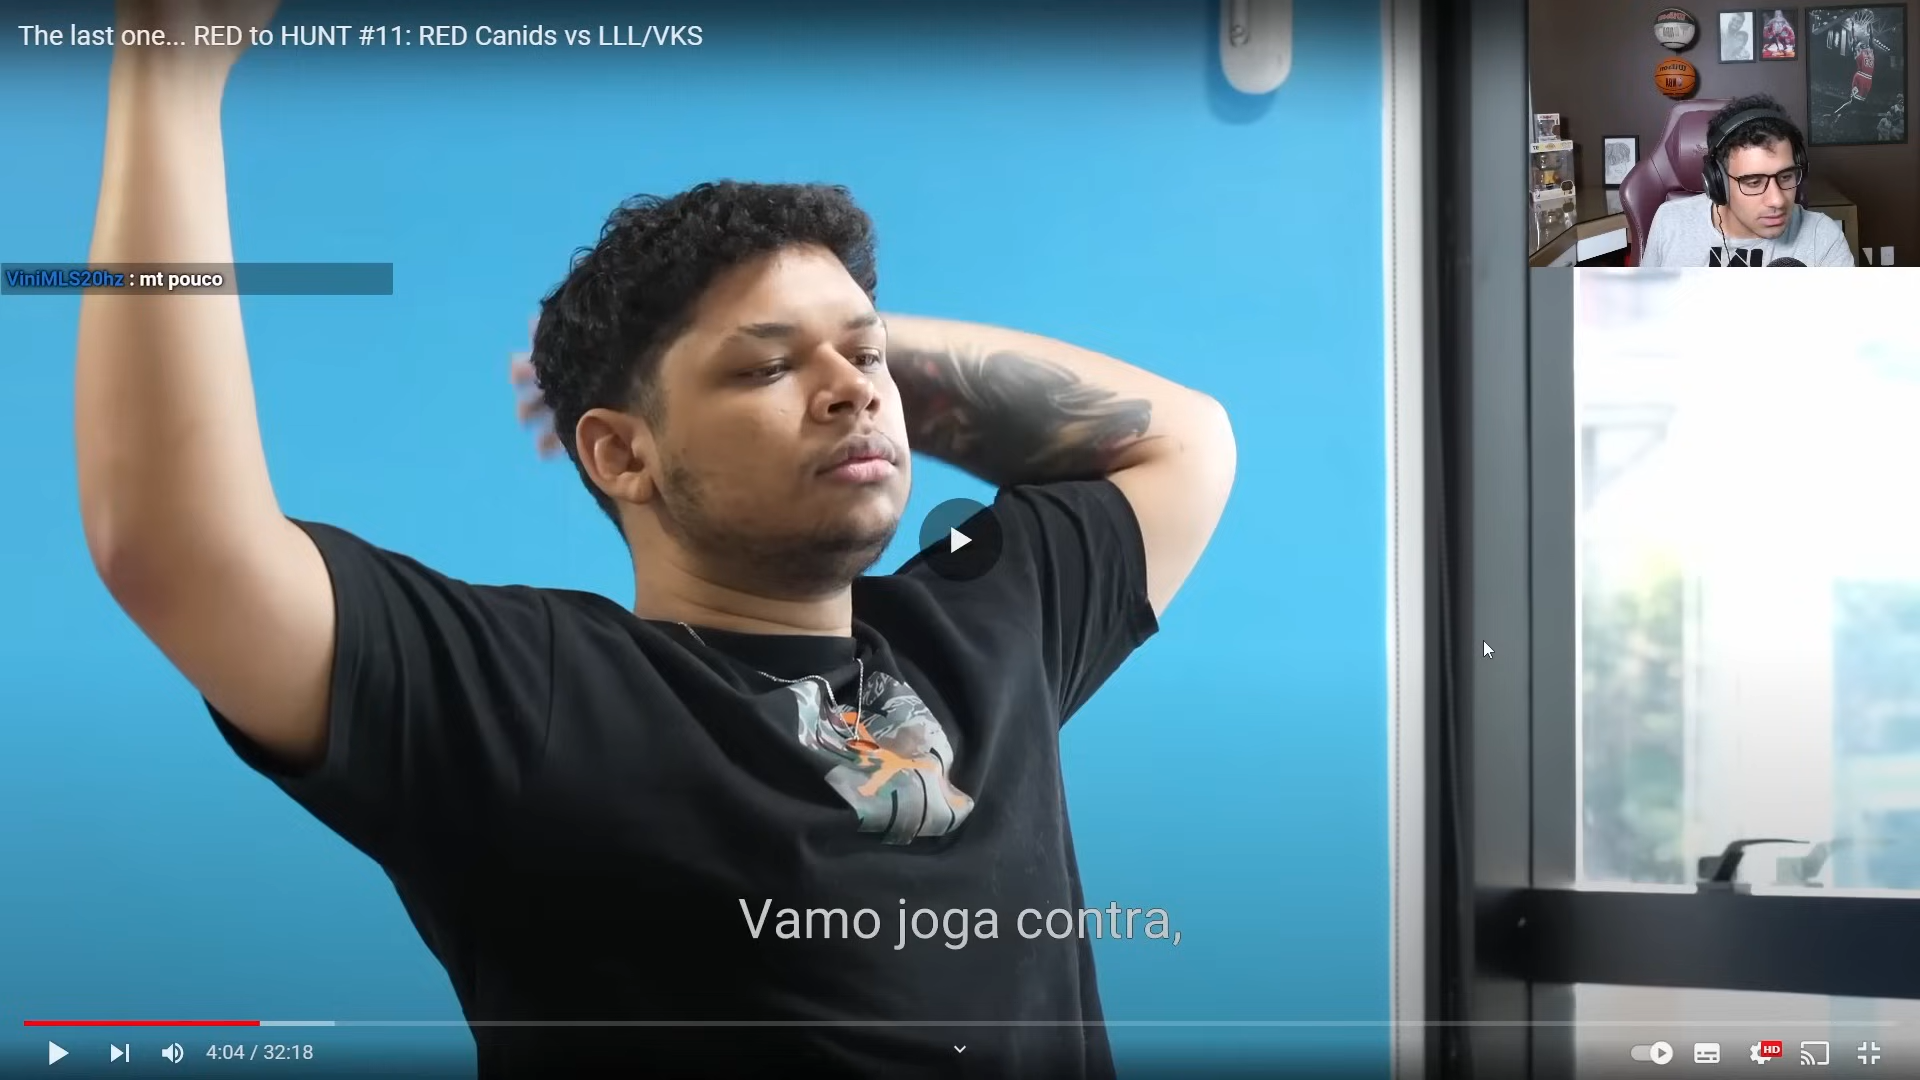 The last one... RED to HUNT #11: RED Canids vs LLL/VKS
ViniMLS20hz : mt pouco
Vamo joga contra,
4:04 / 32:18
HD